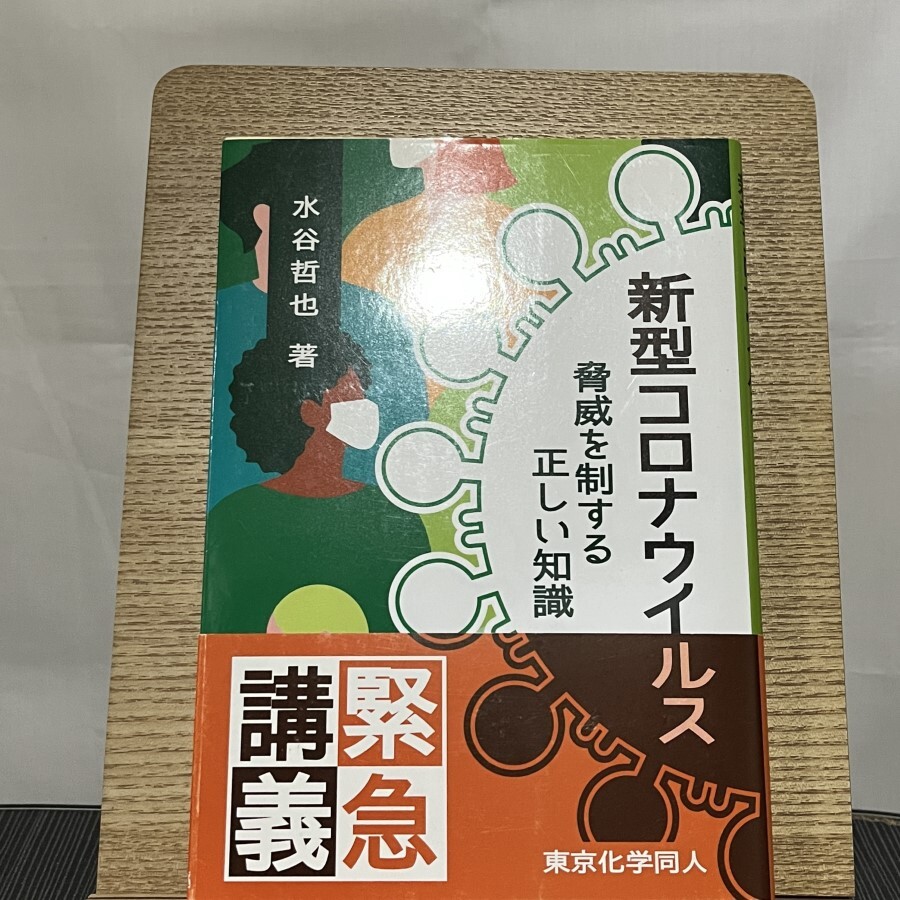 新型コロナウイルス
脅威を制する
正しい知識
水谷哲也 著
緊急
講義
東京化学同人